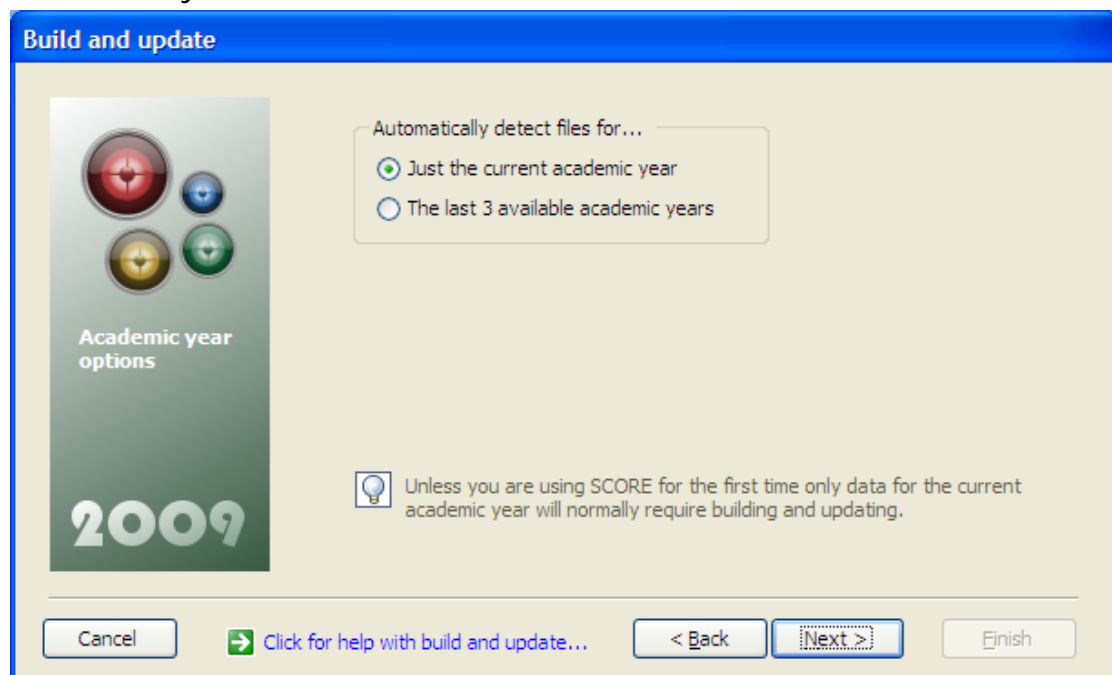 Build and update
Automatically detect files for...
Just the current academic year
The last 3 available academic years
Academic year
options
Unless you are using SCORE for the first time only data for the current
academic year will normally require building and updating.
2009
Cancel
Click for help with build and update...
< Back
Next >
Finish